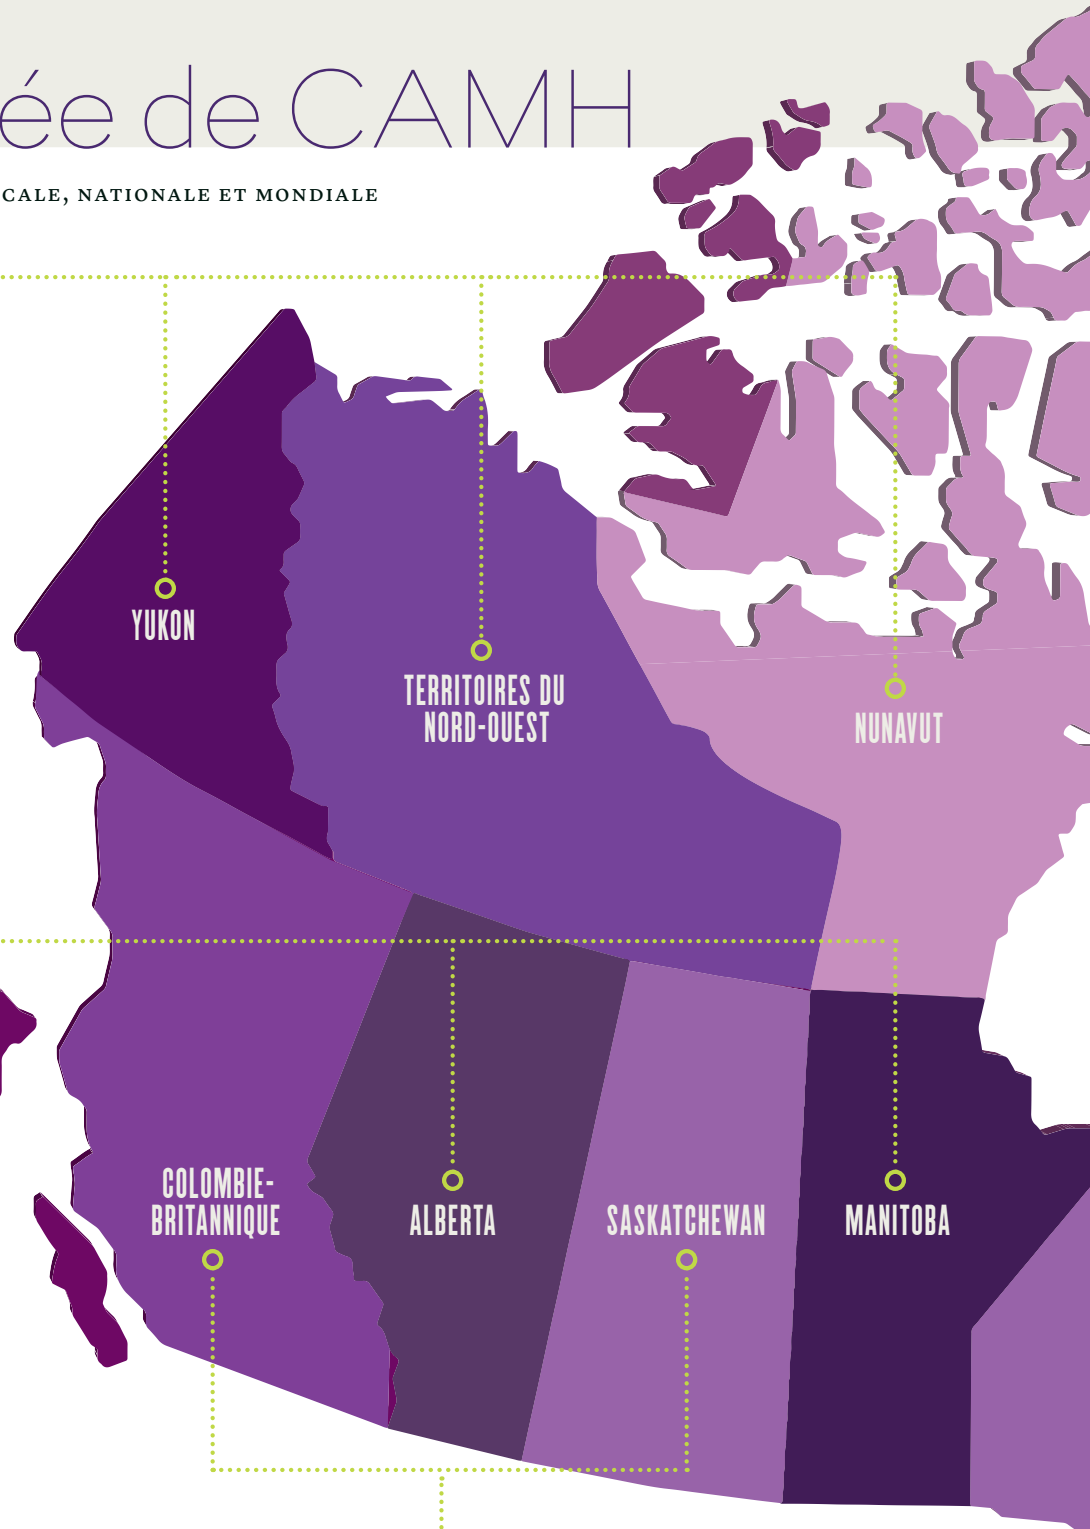 ée de CAMH
CALE, NATIONALE ET MONDIALE
YUKON
TERRITOIRES DU
NORD-OUEST
NUNAVUT
COLOMBIE-
BRITANNIQUE
ALBERTA
SASKATCHEWAN
MANITOBA